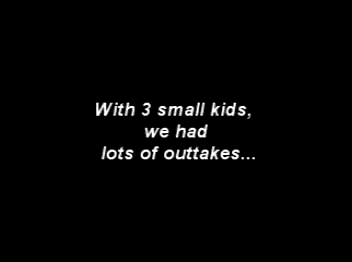 With 3 small kids,
we had
lots of outtakes...